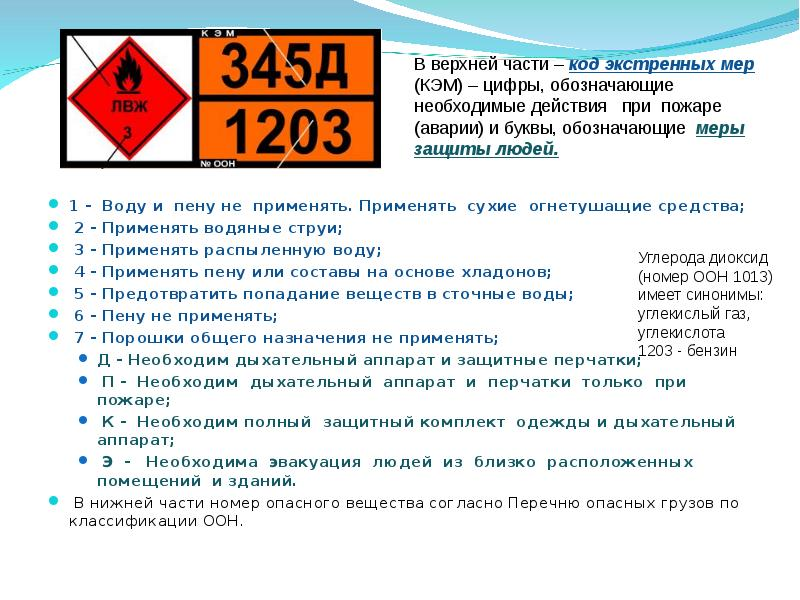 К Э М
ЛВЖ
3
345Д
1203
№ ООН
В верхней части – код экстренных мер
(КЭМ) – цифры, обозначающие
необходимые действия при пожаре
(аварии) и буквы, обозначающие меры
защиты людей.
1 - Воду и пену не применять. Применять сухие огнетушащие средства;
2 - Применять водяные струи;
3 - Применять распыленную воду;
4 - Применять пену или составы на основе хладонов;
5 - Предотвратить попадание веществ в сточные воды;
6 - Пену не применять;
7 - Порошки общего назначения не применять;
Д - Необходим дыхательный аппарат и защитные перчатки;
П - Необходим дыхательный аппарат и перчатки только при
пожаре;
К - Необходим полный защитный комплект одежды и дыхательный
аппарат;
Э - Необходима эвакуация людей из близко расположенных
помещений и зданий.
В нижней части номер опасного вещества согласно Перечню опасных грузов по
классификации ООН.
Углерода диоксид
(номер ООН 1013)
имеет синонимы:
углекислый газ,
углекислота
1203 - бензин